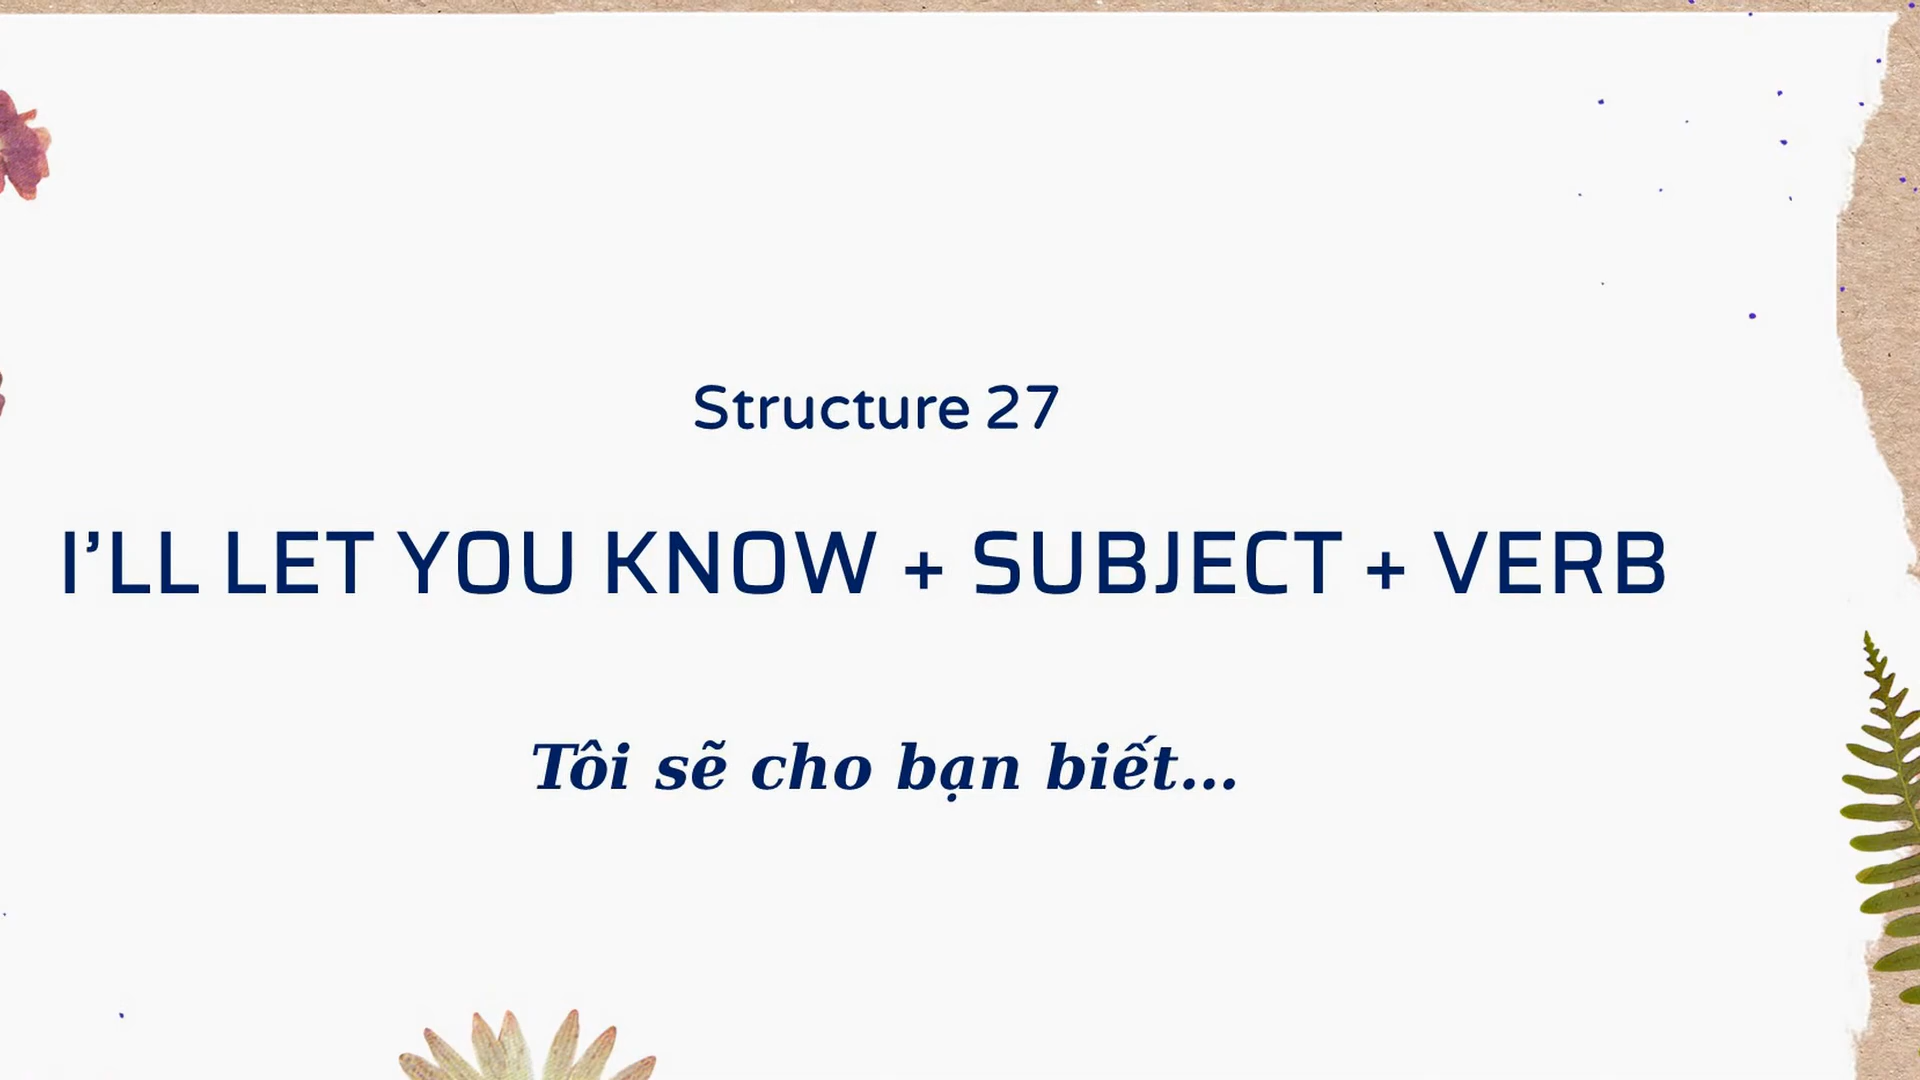 Structure 27
I’LL LET YOU KNOW + SUBJECT + VERB
Tôi sẽ cho bạn biết...